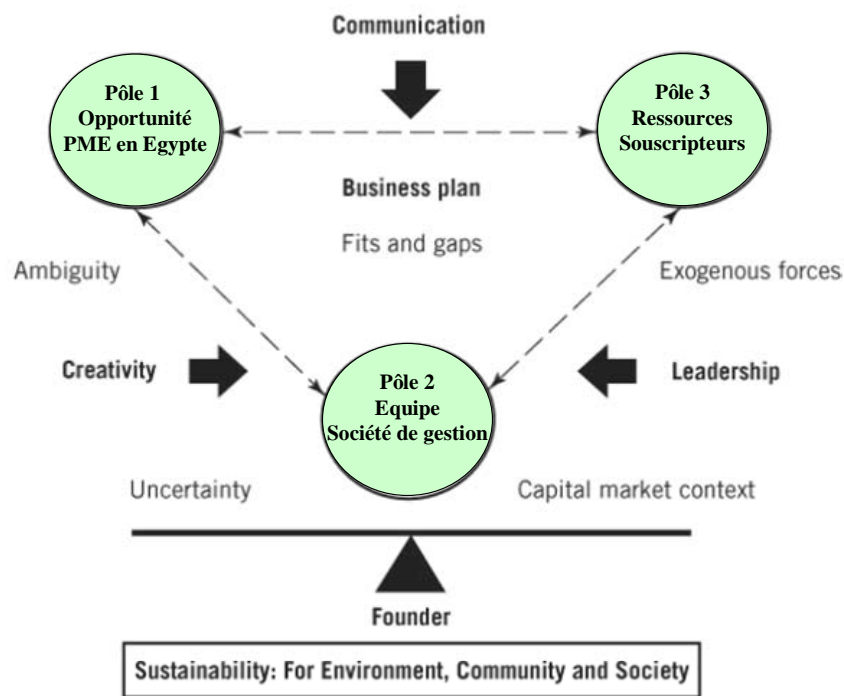 Communication
Pôle 1
Opportunité
PME en Egypte
Pôle 3
Ressources
Souscripteurs
Business plan
Fits and gaps
Ambiguity
Exogenous forces
Creativity
Leadership
Pôle 2
Equipe
Société de gestion
Uncertainty
Capital market context
Founder
Sustainability: For Environment, Community and Society